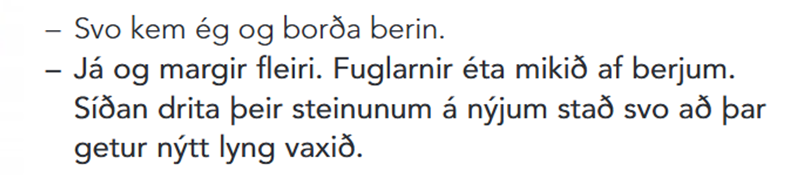 – Svo kem ég og borða berin.
– Já og margir fleiri. Fuglarnir éta mikið af berjum.
Síðan drita þeir steinunum á nýjum stað svo að þar
getur nýtt lyng vaxið.